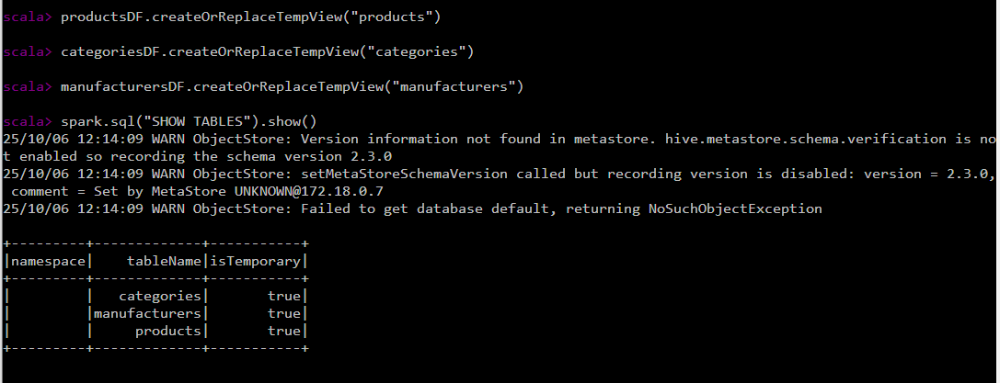 scala> productsDF.createOrReplaceTempView("products")
scala> categoriesDF.createOrReplaceTempView("categories")
scala> manufacturersDF.createOrReplaceTempView("manufacturers")
scala> spark.sql("SHOW TABLES").show()
25/10/06 12:14:09 WARN ObjectStore: Version information not found in metastore. hive.metastore.schema.verification is no
t enabled so recording the schema version 2.3.0
25/10/06 12:14:09 WARN ObjectStore: setMetaStoreSchemaVersion called but recording version is disabled: version = 2.3.0,
 comment = Set by MetaStore UNKNOWN@172.18.0.7
25/10/06 12:14:09 WARN ObjectStore: Failed to get database default, returning NoSuchObjectException
+---------+-------------+-----------+
|namespace|    tableName|isTemporary|
+---------+-------------+-----------+
|         |   categories|       true|
|         |manufacturers|       true|
|         |     products|       true|
+---------+-------------+-----------+